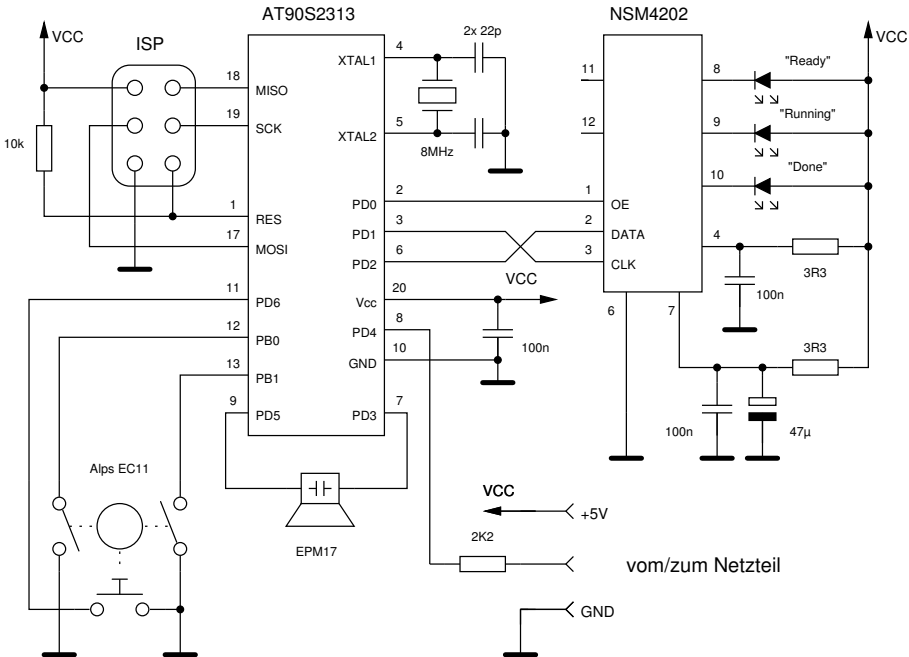 AT90S2313
NSM4202
VCC
ISP
10k
18
MISO
19
SCK
1
RES
17
MOSI
11
PD6
12
PB0
13
PB1
9
PD5
4
XTAL1
5
XTAL2
2
PD0
3
PD1
6
PD2
20
Vcc
8
PD4
10
GND
7
PD3
2x 22p
8MHz
VCC
100n
11
12
1
OE
2
DATA
3
CLK
6
7
8
9
10
4
"Ready"
"Running"
"Done"
VCC
3R3
100n
3R3
100n
47µ
Alps EC11
EPM17
VCC
+5V
2K2
vom/zum Netzteil
GND